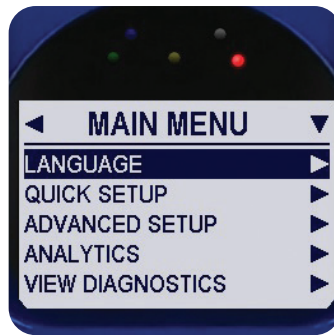 MAIN MENU
LANGUAGE
QUICK SETUP
ADVANCED SETUP
ANALYTICS
VIEW DIAGNOSTICS